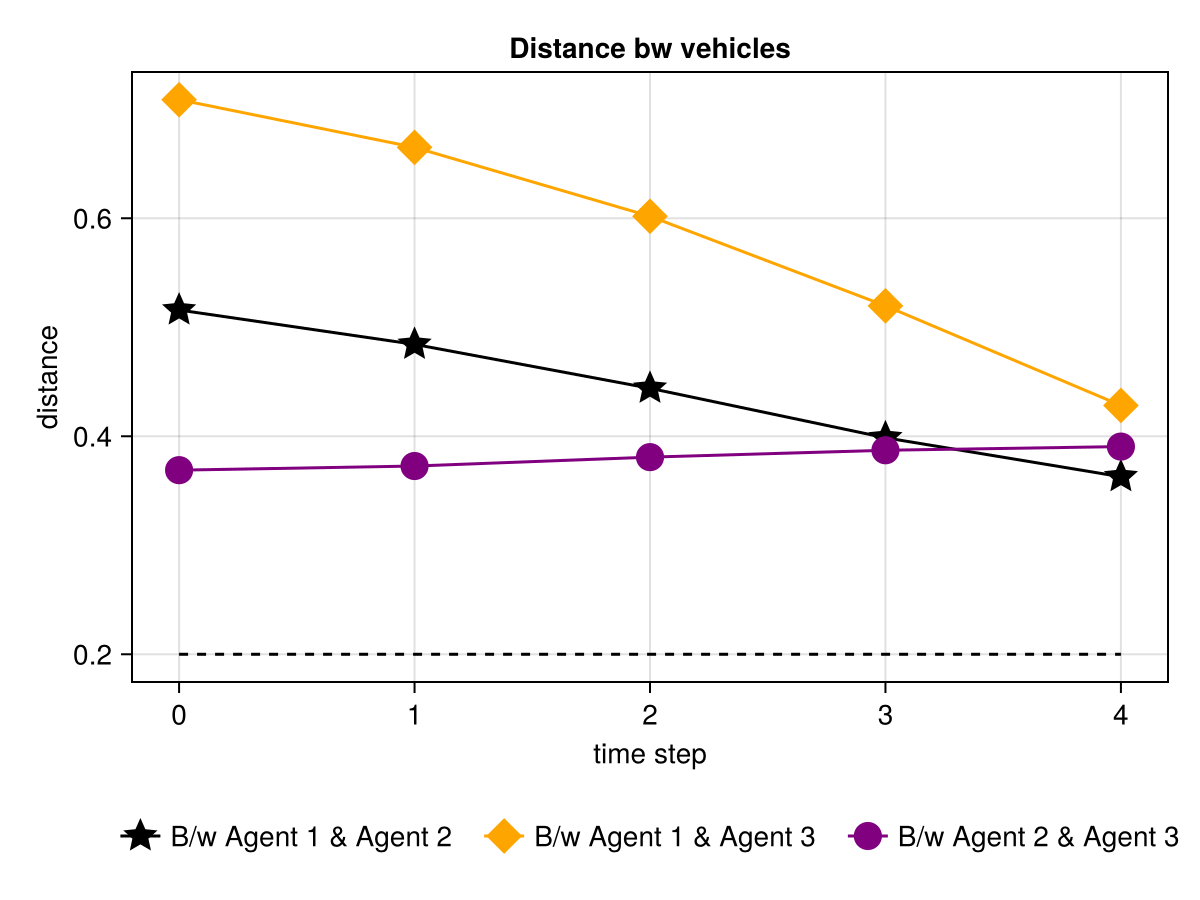 Distance bw vehicles
distance
0.6
0.4
0.2
0 1 2 3 4
time step
B/w Agent 1 & Agent 2 B/w Agent 1 & Agent 3 B/w Agent 2 & Agent 3